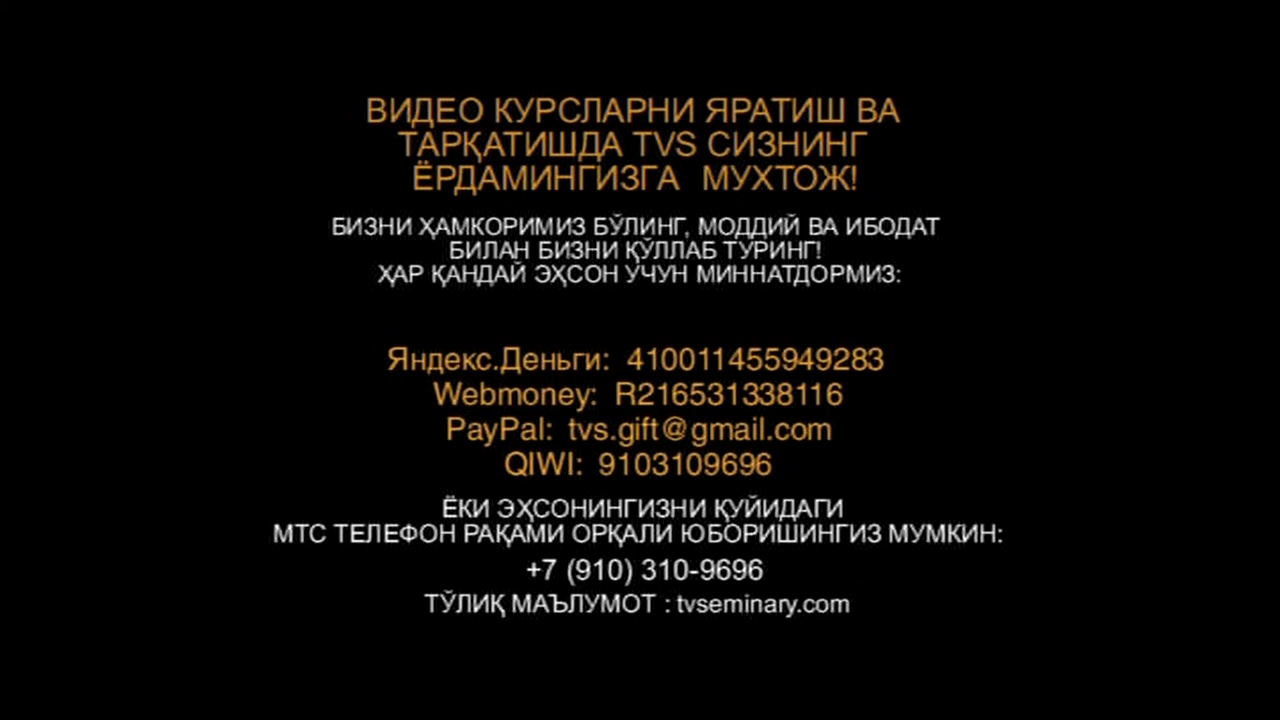 ВИДЕО КУРСЛАРНИ ЯРАТИШ ВА
ТАРҚАТИШДА TVS СИЗНИНГ
ЁРДАМИНГИЗГА МУХТОЖ!
БИЗНИ ҲАМКОРИМИЗ БЎЛИНГ, МОДДИЙ ВА ИБОДАТ
БИЛАН БИЗНИ ҚЎЛЛАБ ТУРИНГ!
ҲАР ҚАНДАЙ ЭҲСОН УЧУН МИННАТДОРМИЗ:
Яндекс.Деньги: 410011455949283
Webmoney: R216531338116
PayPal: tvs.gift@gmail.com
QIWI: 9103109696
ЁКИ ЭҲСОНИНГИЗНИ ҚУЙИДАГИ
МТС ТЕЛЕФОН РАҚАМИ ОРҚАЛИ ЮБОРИШИНГИЗ МУМКИН:
+7 (910) 310-9696
ТЎЛИҚ МАЪЛУМОТ : tvseminary.com